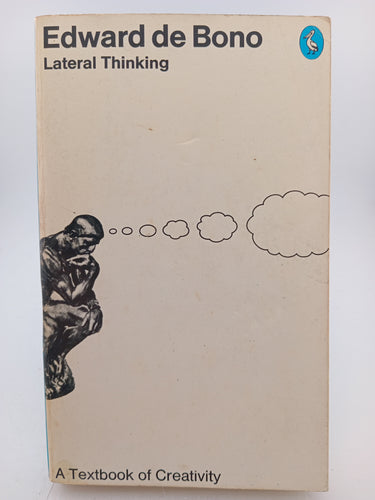 Edward de Bono
Lateral Thinking
A Textbook of Creativity